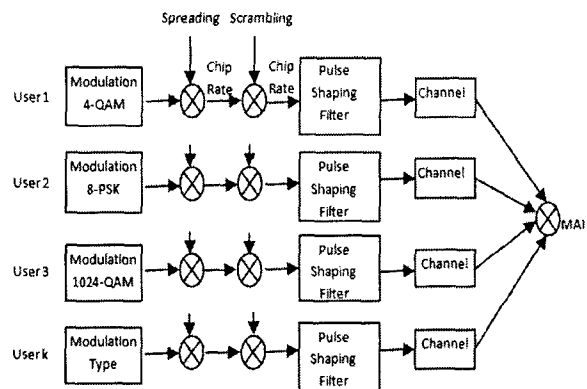 Spreading Scrambling
Chip Rate
Chip Rate
User1
Modulation
4-QAM
Pulse
Shaping
Filter
Channel
User2
Modulation
8-PSK
Pulse
Shaping
Filter
Channel
MAI
User3
Modulation
1024-QAM
Pulse
Shaping
Filter
Channel
Userk
Modulation
Type
Pulse
Shaping
Filter
Channel